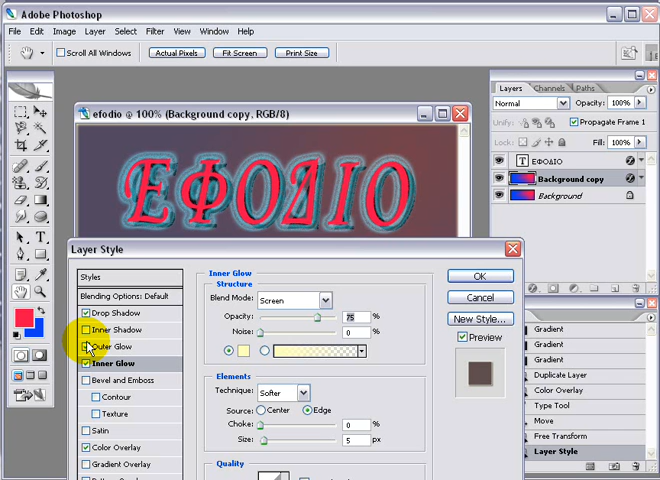 Adobe Photoshop
File Edit Image Layer Select Filter View Window Help
Scroll All Windows Actual Pixels Fit Screen Print Size
efodio @ 100% (Background copy, RGB/8)
ΕΦΟΔΙΟ
Layers Channels Paths
Normal Opacity: 100%
Unify: Propagate Frame 1
Lock: Fill: 100%
T ΕΦΟΔΙΟ
Background copy
Background
Gradient
Gradient
Gradient
Duplicate Layer
Color Overlay
Type Tool
Move
Free Transform
Layer Style
Layer Style
Styles
Blending Options: Default
Drop Shadow
Inner Shadow
Outer Glow
Inner Glow
Bevel and Emboss
Contour
Texture
Satin
Color Overlay
Gradient Overlay
Inner Glow
Structure
Blend Mode: Screen
Opacity: 75 %
Noise: 0 %
Elements
Technique: Softer
Source: Center Edge
Choke: 0 %
Size: 5 px
Quality
OK
Cancel
New Style...
Preview